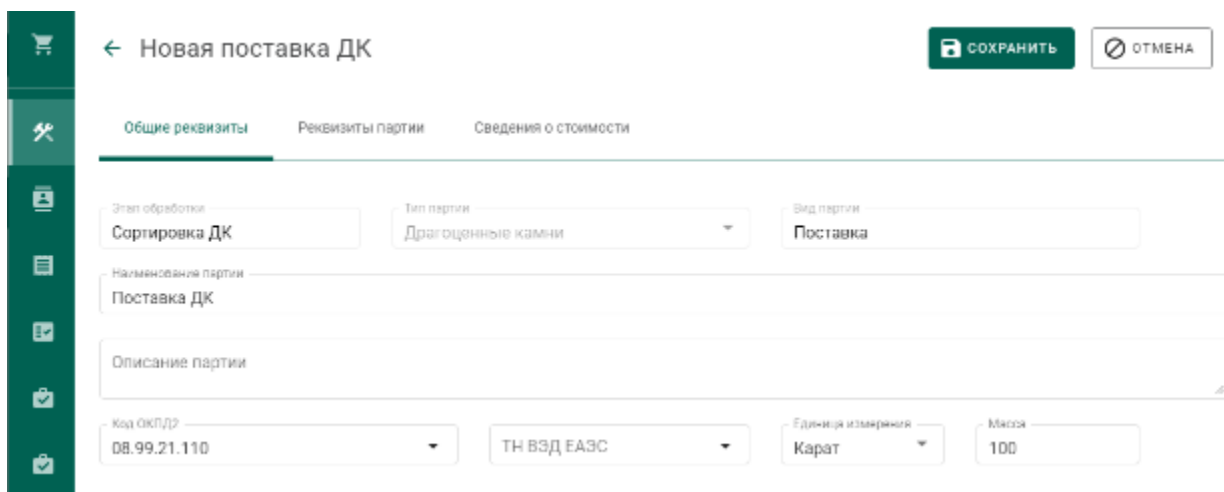 Новая поставка ДК
СОХРАНИТЬ
ОТМЕНА
Общие реквизиты
Реквизиты партии
Сведения о стоимости
Этап обработки
Тип партии
Вид партии
Сортировка ДК
Драгоценные камни
Поставка
Наименование партии
Поставка ДК
Описание партии
Код ОКПД2
Единица измерения
Масса
08.99.21.110
ТН ВЭД ЕАЭС
Карат
100